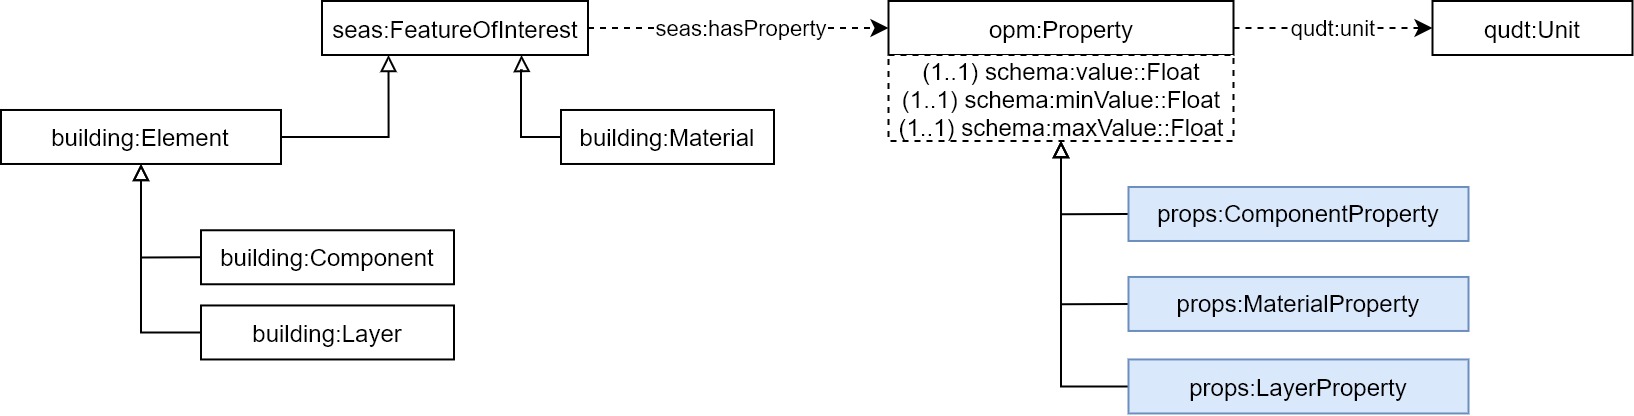 seas:FeatureOfInterest
seas:hasProperty
opm:Property
qudt:unit
qudt:Unit
(1..1) schema:value::Float
(1..1) schema:minValue::Float
(1..1) schema:maxValue::Float
building:Element
building:Material
building:Component
building:Layer
props:ComponentProperty
props:MaterialProperty
props:LayerProperty